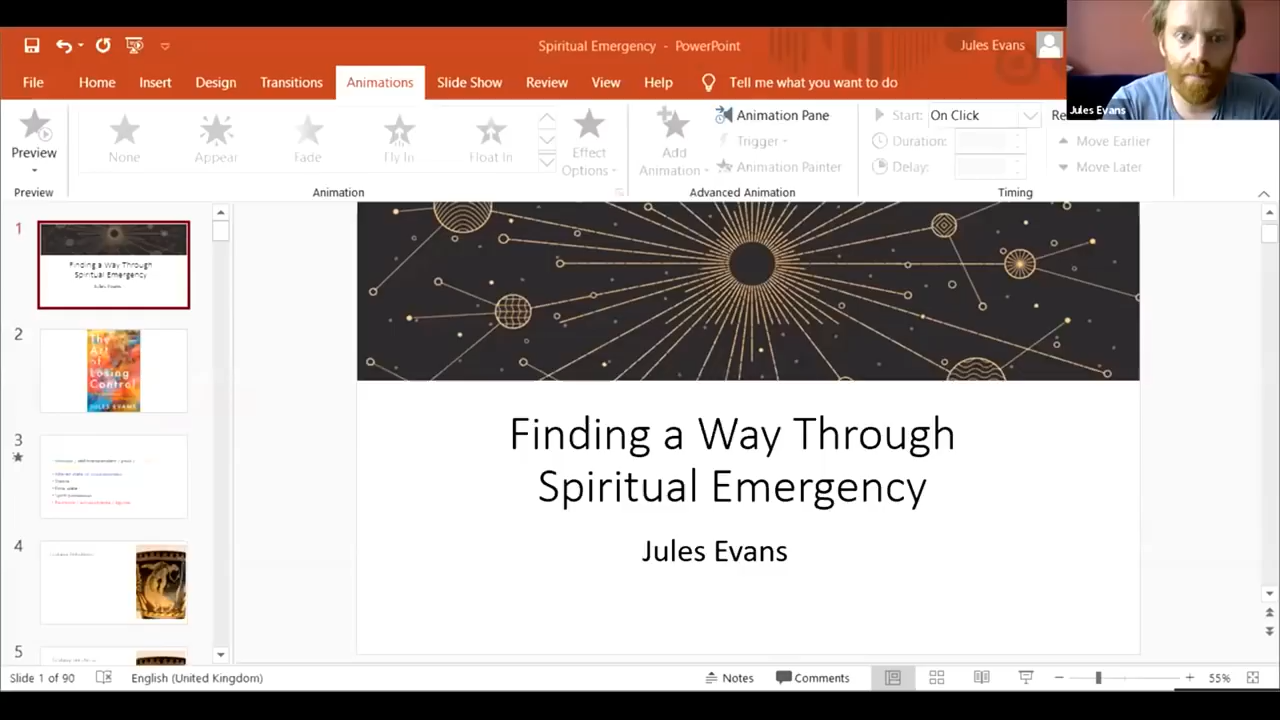 Spiritual Emergency - PowerPoint
Jules Evans
Jules Evans
File Home Insert Design Transitions Animations Slide Show Review View Help Tell me what you want to do
Preview
None
Appear
Fade
Fly In
Float In
Effect
Options
Add
Animation
Animation Pane
Trigger
Animation Painter
Start: On Click
Duration:
Delay:
Move Earlier
Move Later
Preview
Animation
Advanced Animation
Timing
1
Finding a Way Through
Spiritual Emergency
Jules Evans
2
The
Art
of
Losing
Control
JULES EVANS
3
4
5
Finding a Way Through
Spiritual Emergency
Jules Evans
Slide 1 of 90
English (United Kingdom)
Notes
Comments
55%